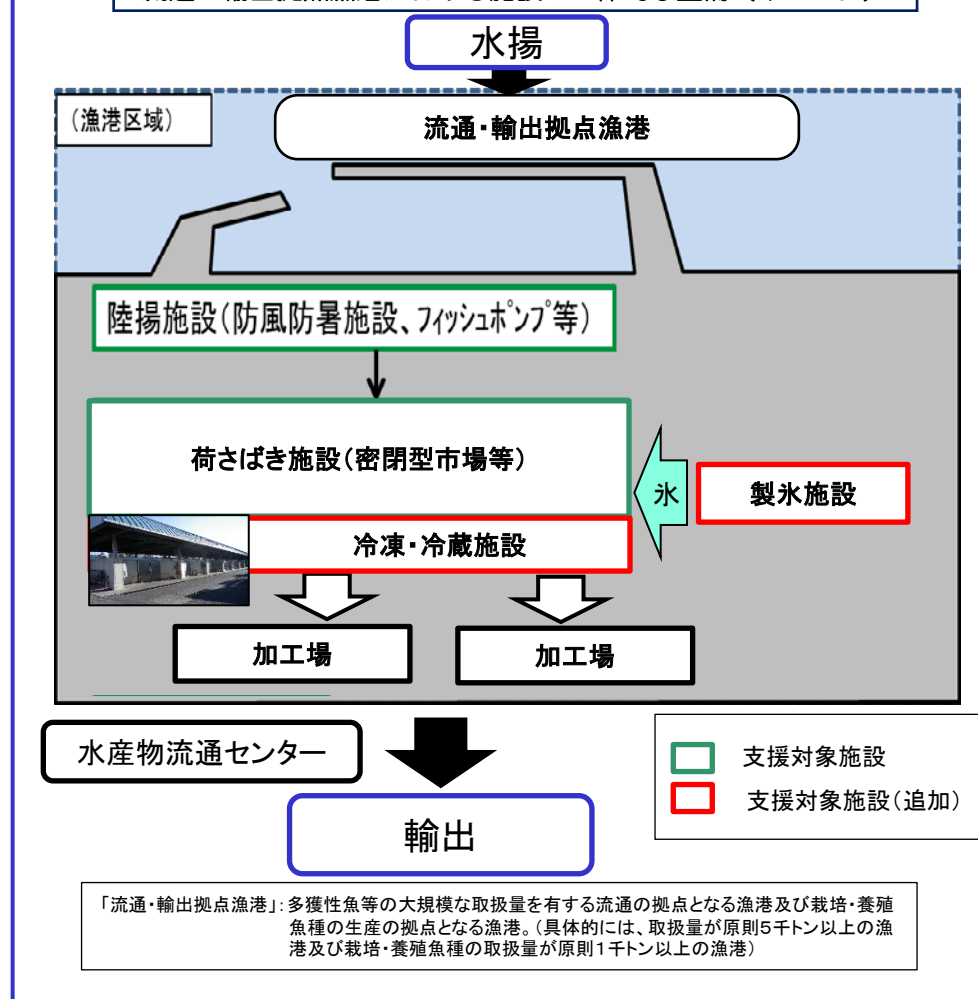 水揚
(漁港区域)
流通・輸出拠点漁港
陸揚施設(防風防暑施設、フィッシュポンプ等)
荷さばき施設(密閉型市場等)
氷
製氷施設
冷凍・冷蔵施設
加工場
加工場
水産物流通センター
支援対象施設
支援対象施設(追加)
輸出
「流通・輸出拠点漁港」:多獲性魚等の大規模な取扱量を有する流通の拠点となる漁港及び栽培・養殖
魚種の生産の拠点となる漁港。(具体的には、取扱量が原則5千トン以上の漁
港及び栽培・養殖魚種の取扱量が原則1千トン以上の漁港)